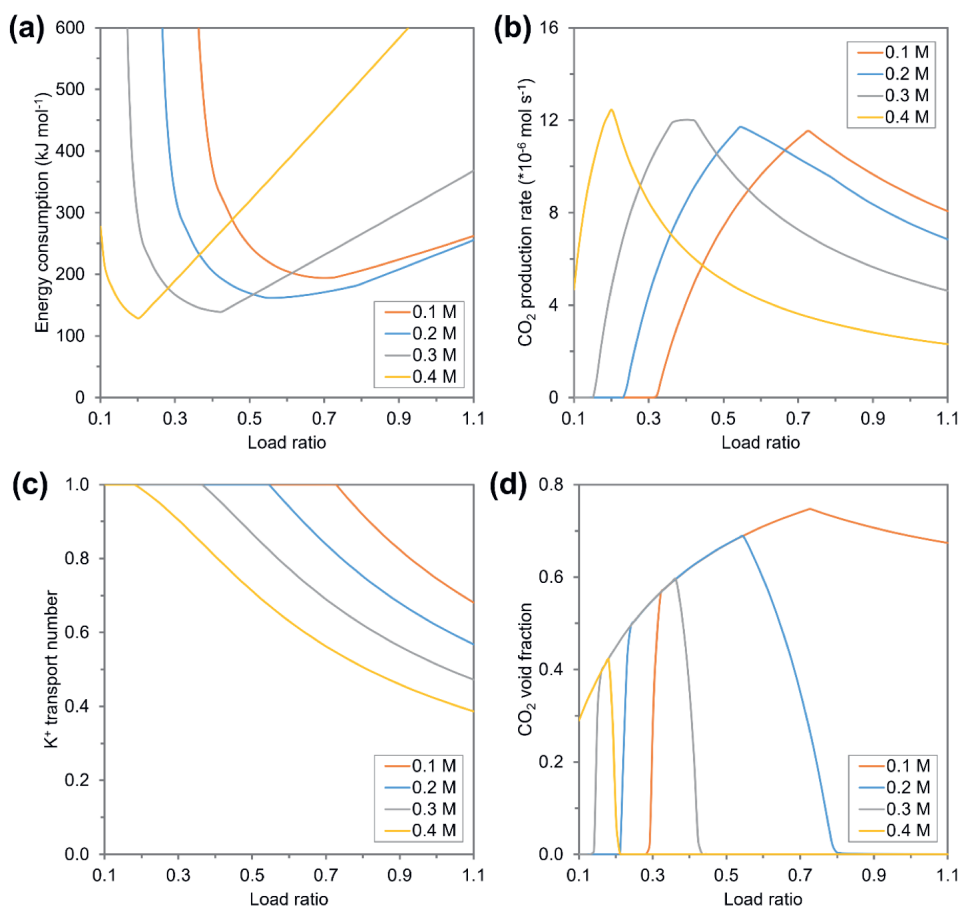 (a)
600
500
400
300
200
100
0
Energy consumption (kJ mol⁻¹)
0.1 M
0.2 M
0.3 M
0.4 M
0.1 0.3 0.5 0.7 0.9 1.1
Load ratio
(b)
16
12
8
4
0
CO₂ production rate (*10⁻⁶ mol s⁻¹)
0.1 M
0.2 M
0.3 M
0.4 M
0.1 0.3 0.5 0.7 0.9 1.1
Load ratio
(c)
1.0
0.8
0.6
0.4
0.2
0.0
K⁺ transport number
0.1 M
0.2 M
0.3 M
0.4 M
0.1 0.3 0.5 0.7 0.9 1.1
Load ratio
(d)
0.8
0.6
0.4
0.2
0.0
CO₂ void fraction
0.1 M
0.2 M
0.3 M
0.4 M
0.1 0.3 0.5 0.7 0.9 1.1
Load ratio